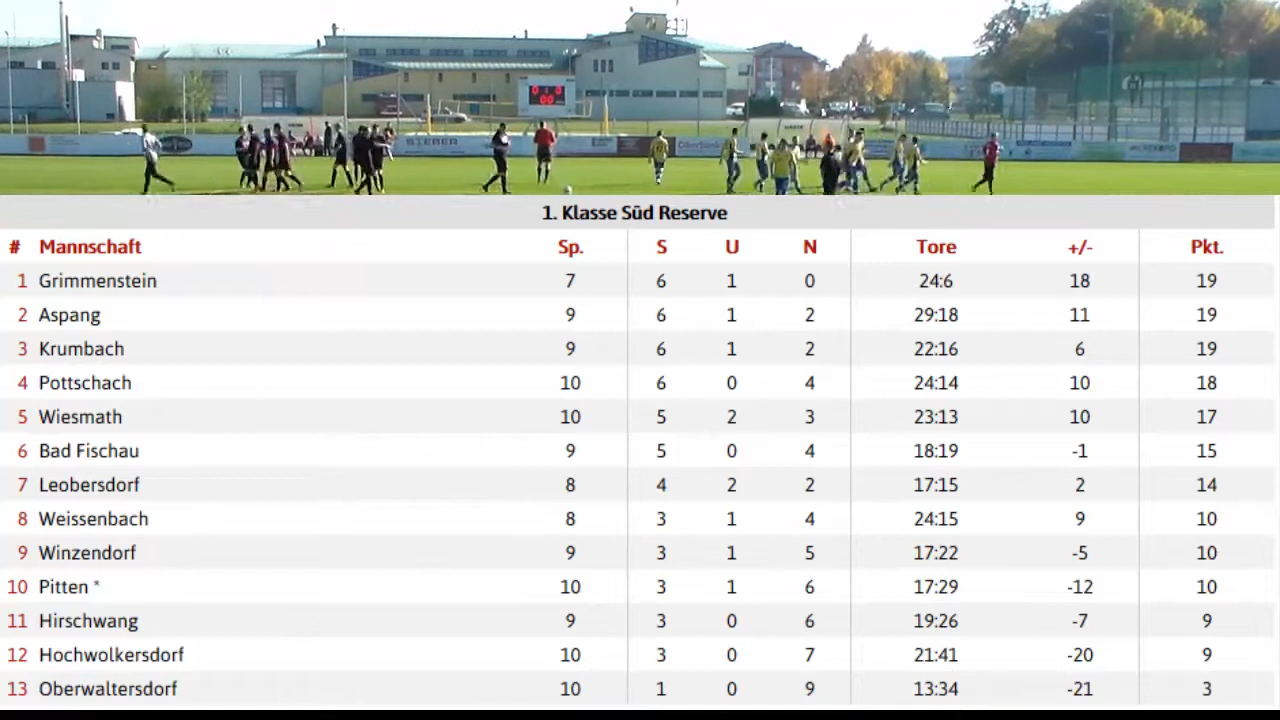 0 : 0
00
SIEBER
Oberbank
1. Klasse Süd Reserve
# Mannschaft Sp. S U N Tore +/- Pkt.
1 Grimmenstein 7 6 1 0 24:6 18 19
2 Aspang 9 6 1 2 29:18 11 19
3 Krumbach 9 6 1 2 22:16 6 19
4 Pottschach 10 6 0 4 24:14 10 18
5 Wiesmath 10 5 2 3 23:13 10 17
6 Bad Fischau 9 5 0 4 18:19 -1 15
7 Leobersdorf 8 4 2 2 17:15 2 14
8 Weissenbach 8 3 1 4 24:15 9 10
9 Winzendorf 9 3 1 5 17:22 -5 10
10 Pitten * 10 3 1 6 17:29 -12 10
11 Hirschwang 9 3 0 6 19:26 -7 9
12 Hochwolkersdorf 10 3 0 7 21:41 -20 9
13 Oberwaltersdorf 10 1 0 9 13:34 -21 3